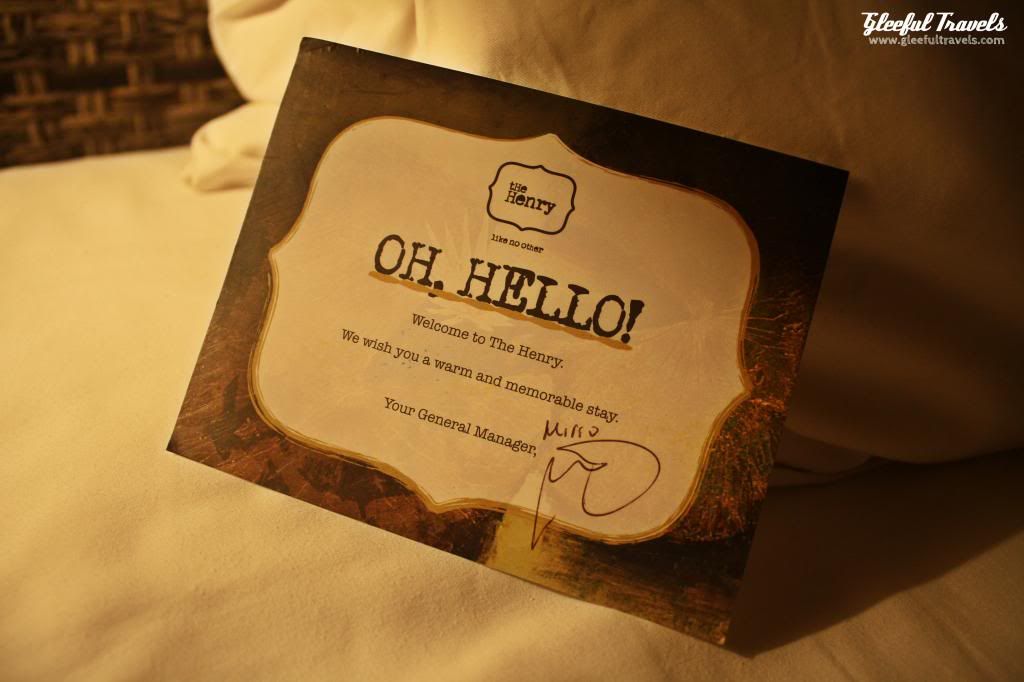 Gleeful Travels
www.gleefultravels.com
tHe
Henry
like no other
OH, HELLO!
Welcome to The Henry.
We wish you a warm and memorable stay.
Your General Manager,